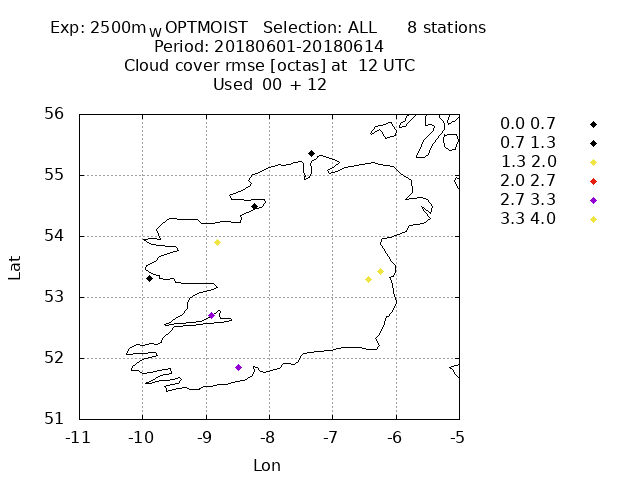 Exp: 2500m_W OPTMOIST Selection: ALL 8 stations
Period: 20180601-20180614
Cloud cover rmse [octas] at 12 UTC
Used 00 + 12
56
55
54
53
52
51
-11 -10 -9 -8 -7 -6 -5
Lat
Lon
0.0 0.7
0.7 1.3
1.3 2.0
2.0 2.7
2.7 3.3
3.3 4.0